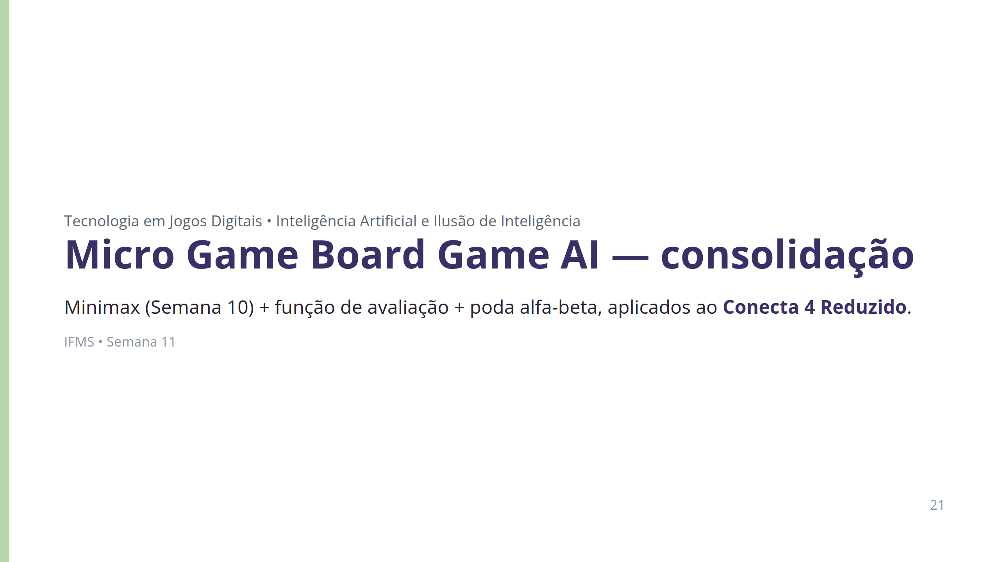 Tecnologia em Jogos Digitais • Inteligência Artificial e Ilusão de Inteligência
Micro Game Board Game AI — consolidação
Minimax (Semana 10) + função de avaliação + poda alfa-beta, aplicados ao Conecta 4 Reduzido.
IFMS • Semana 11
21